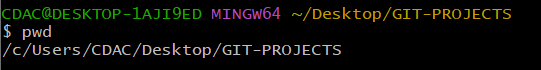 CDAC@DESKTOP-1AJI9ED MINGW64 ~/Desktop/GIT-PROJECTS
$ pwd
/c/Users/CDAC/Desktop/GIT-PROJECTS